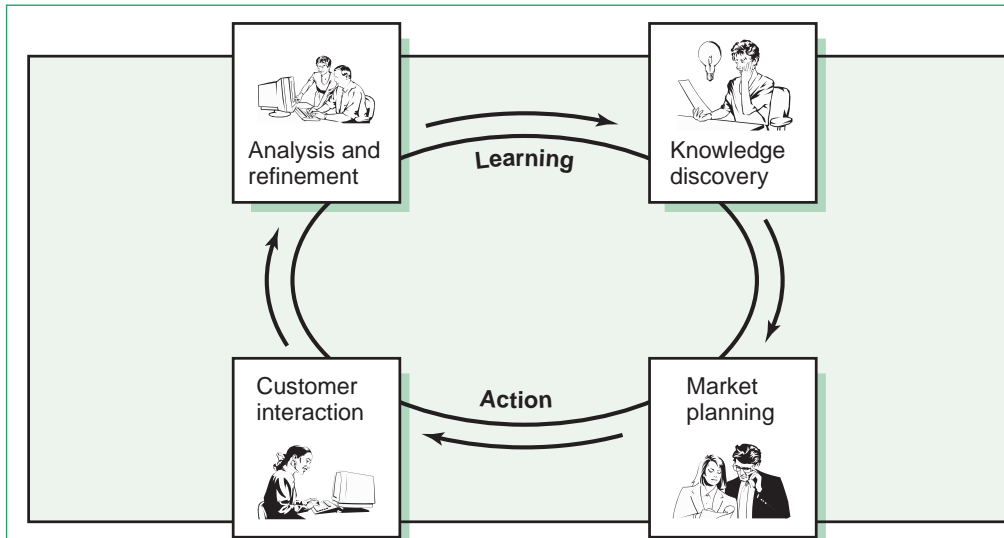 Analysis and
refinement
Learning
Knowledge
discovery
Customer
interaction
Action
Market
planning